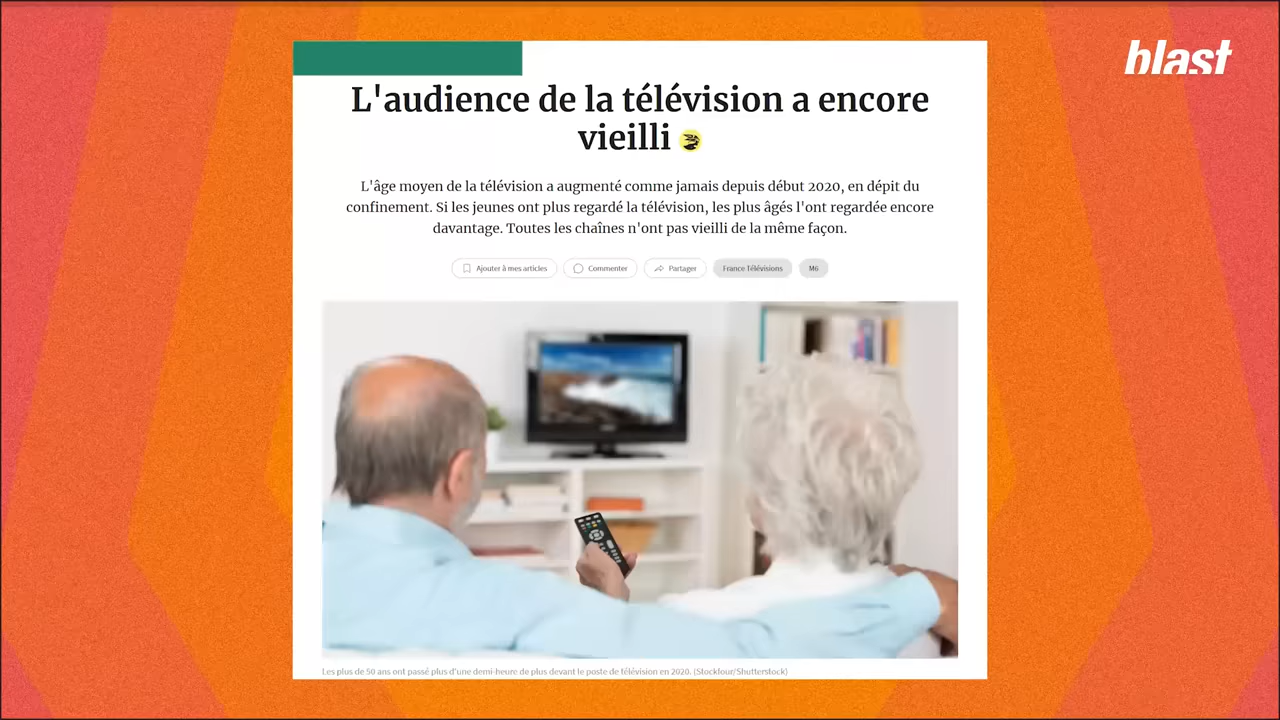 blast
L'audience de la télévision a encore
vieilli
L'âge moyen de la télévision a augmenté comme jamais depuis début 2020, en dépit du
confinement. Si les jeunes ont plus regardé la télévision, les plus âgés l'ont regardée encore
davantage. Toutes les chaînes n'ont pas vieilli de la même façon.
Ajouter à mes articles Commenter Partager France Télévisions M6
Les plus de 50 ans ont passé plus d'une demi-heure de plus devant le poste de télévision en 2020. (Stockfour/Shutterstock)